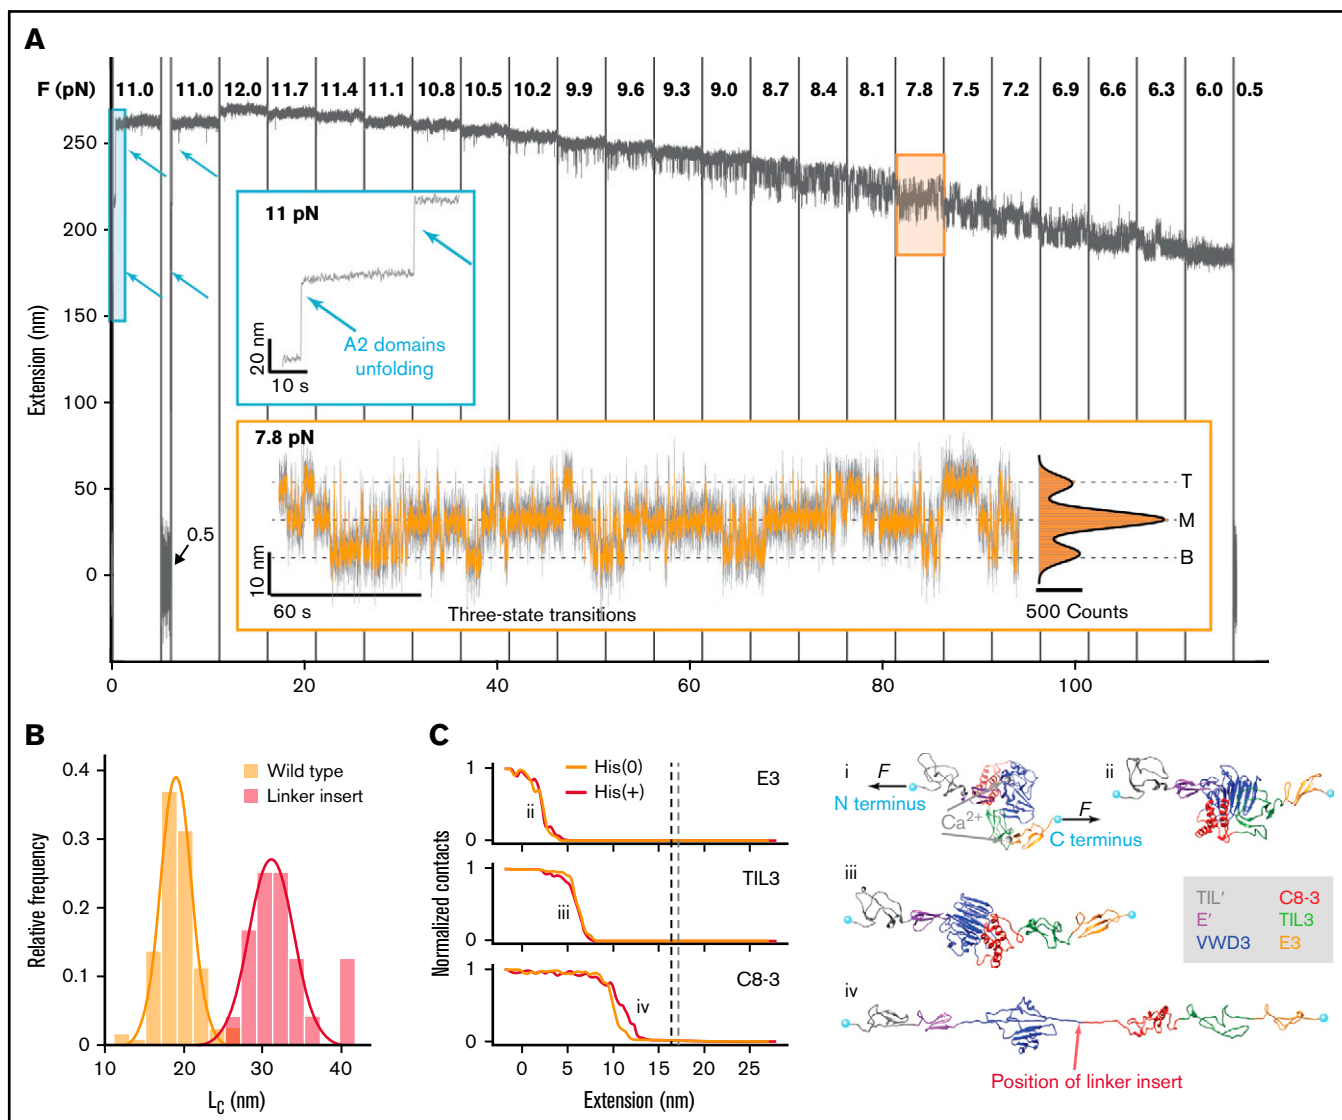 A
F (pN) 11.0 11.0 12.0 11.7 11.4 11.1 10.8 10.5 10.2 9.9 9.6 9.3 9.0 8.7 8.4 8.1 7.8 7.5 7.2 6.9 6.6 6.3 6.0 0.5
Extension (nm)
250
200
150
100
50
0
11 pN
A2 domains
unfolding
20 nm
10 s
0.5
7.8 pN
T
M
B
10 nm
60 s
Three-state transitions
500 Counts
0 20 40 60 80 100
B
Relative frequency
0.4
0.3
0.2
0.1
0
Wild type
Linker insert
10 20 30 40
LC (nm)
C
Normalized contacts
His(0)
His(+)
1
0
ii
E3
1
0
iii
TIL3
1
0
iv
C8-3
0 5 10 15 20 25
Extension (nm)
i
F
N terminus
Ca2+
F
C terminus
ii
iii
TIL′ C8-3
E′ TIL3
VWD3 E3
iv
Position of linker insert